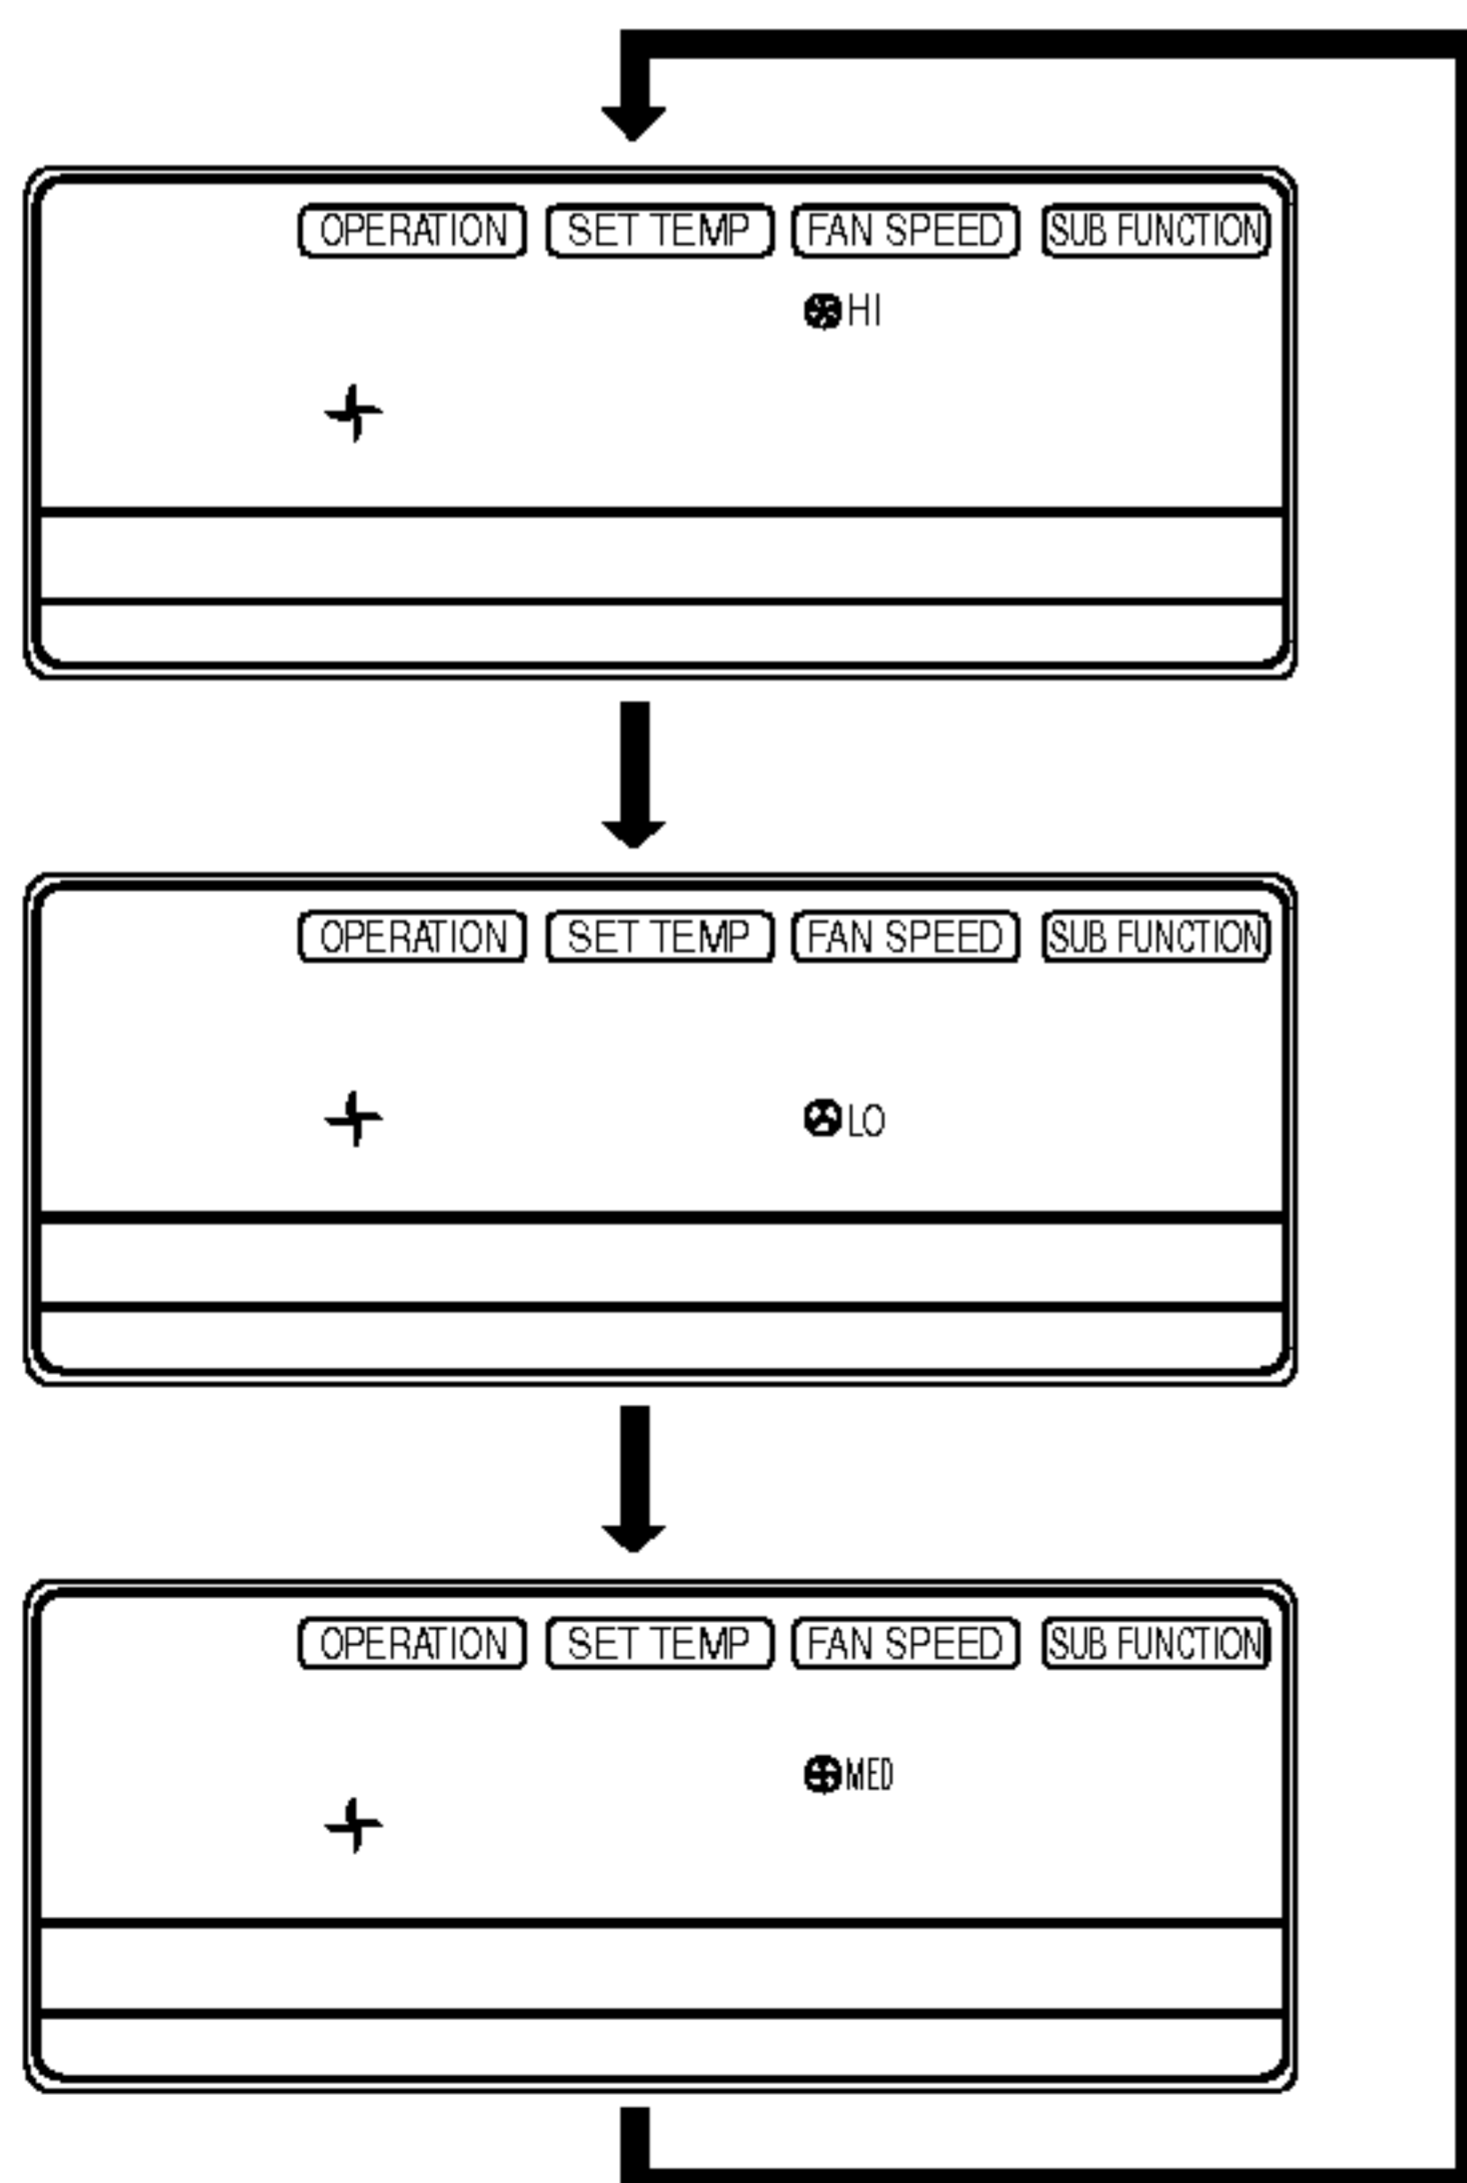 OPERATION SET TEMP FAN SPEED SUB FUNCTION
HI
OPERATION SET TEMP FAN SPEED SUB FUNCTION
LO
OPERATION SET TEMP FAN SPEED SUB FUNCTION
MED